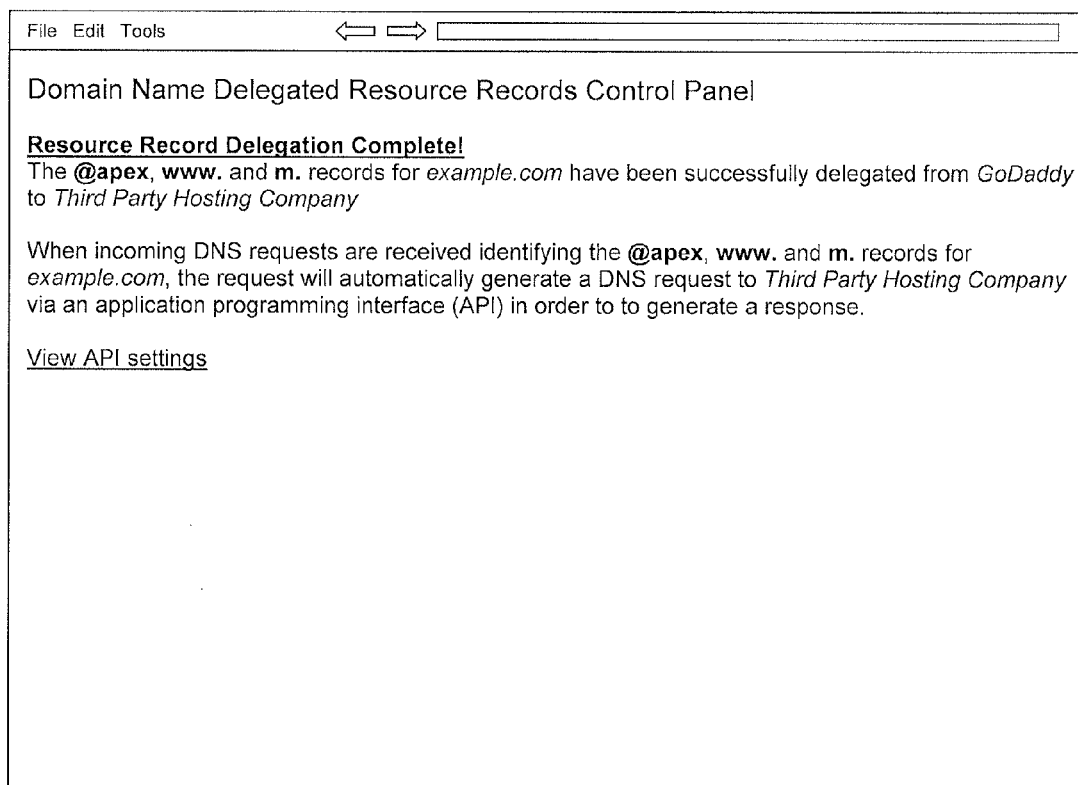 File Edit Tools
Domain Name Delegated Resource Records Control Panel
Resource Record Delegation Complete!
The @apex, www. and m. records for example.com have been successfully delegated from GoDaddy
to Third Party Hosting Company
When incoming DNS requests are received identifying the @apex, www. and m. records for
example.com, the request will automatically generate a DNS request to Third Party Hosting Company
via an application programming interface (API) in order to to generate a response.
View API settings